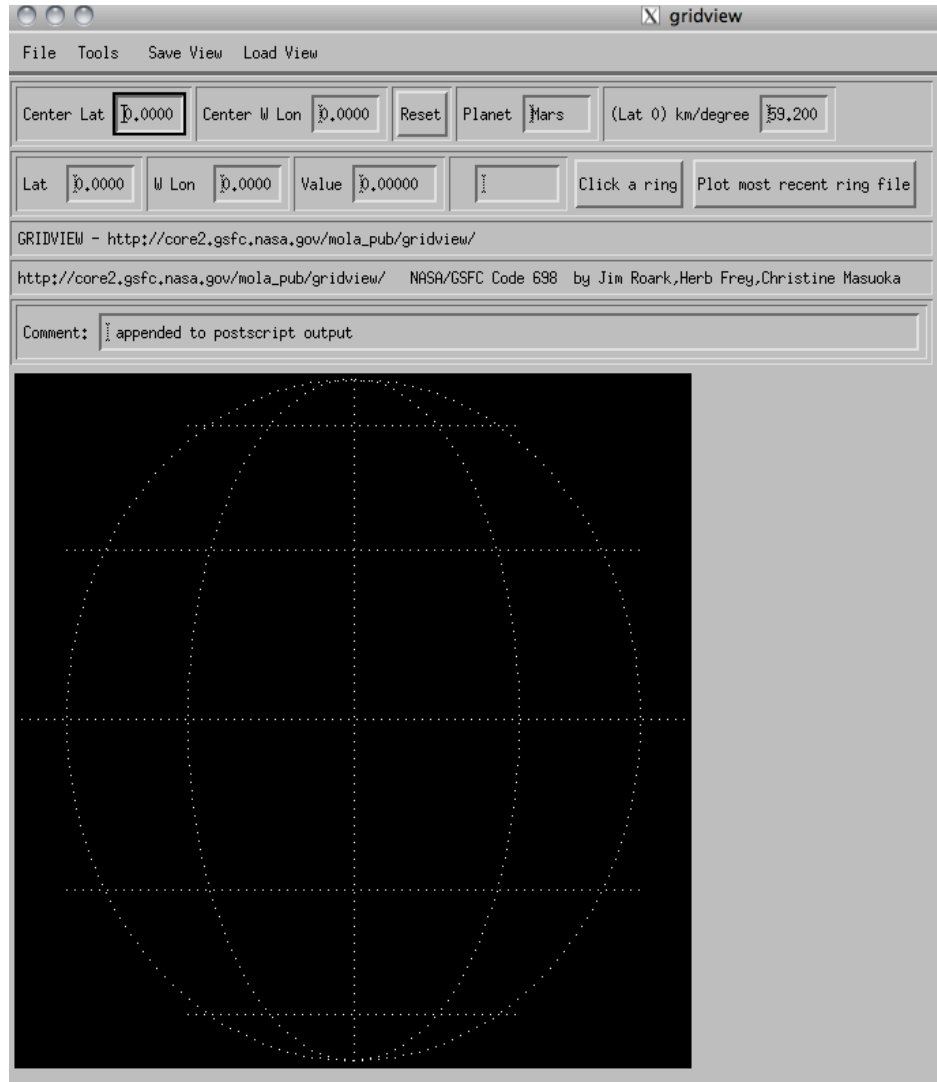 X gridview
File Tools Save View Load View
Center Lat 0.0000 Center W Lon 0.0000 Reset Planet Mars (Lat 0) km/degree 59.200
Lat 0.0000 W Lon 0.0000 Value 0.00000 Click a ring Plot most recent ring file
GRIDVIEW - http://core2.gsfc.nasa.gov/mola_pub/gridview/
http://core2.gsfc.nasa.gov/mola_pub/gridview/ NASA/GSFC Code 698 by Jim Roark,Herb Frey,Christine Masuoka
Comment: appended to postscript output